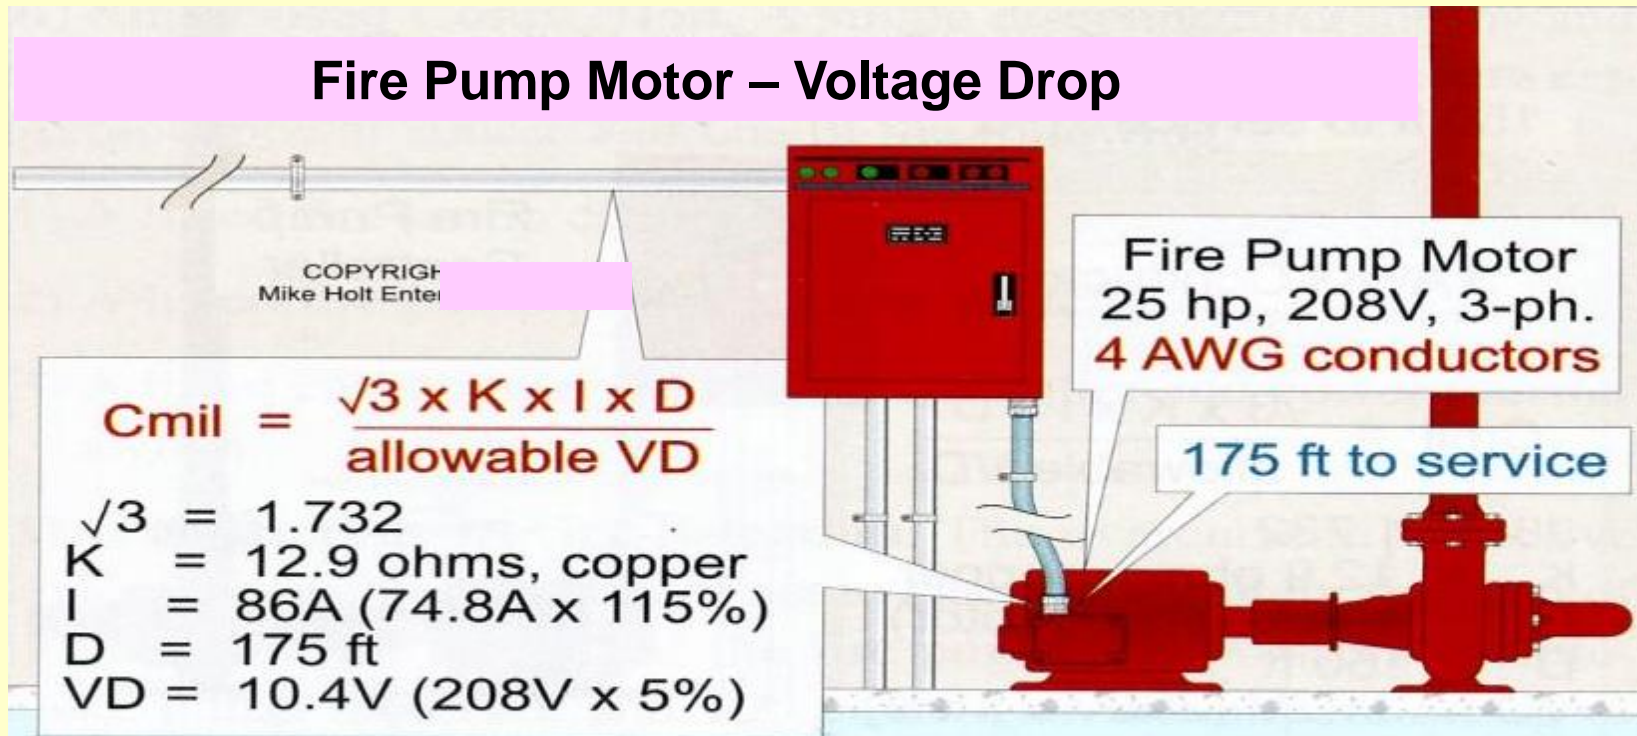 Fire Pump Motor – Voltage Drop
COPYRIGH
Mike Holt Enter
Fire Pump Motor
25 hp, 208V, 3-ph.
4 AWG conductors
175 ft to service
Cmil = √3 x K x I x D
allowable VD
√3 = 1.732
K = 12.9 ohms, copper
I = 86A (74.8A x 115%)
D = 175 ft
VD = 10.4V (208V x 5%)